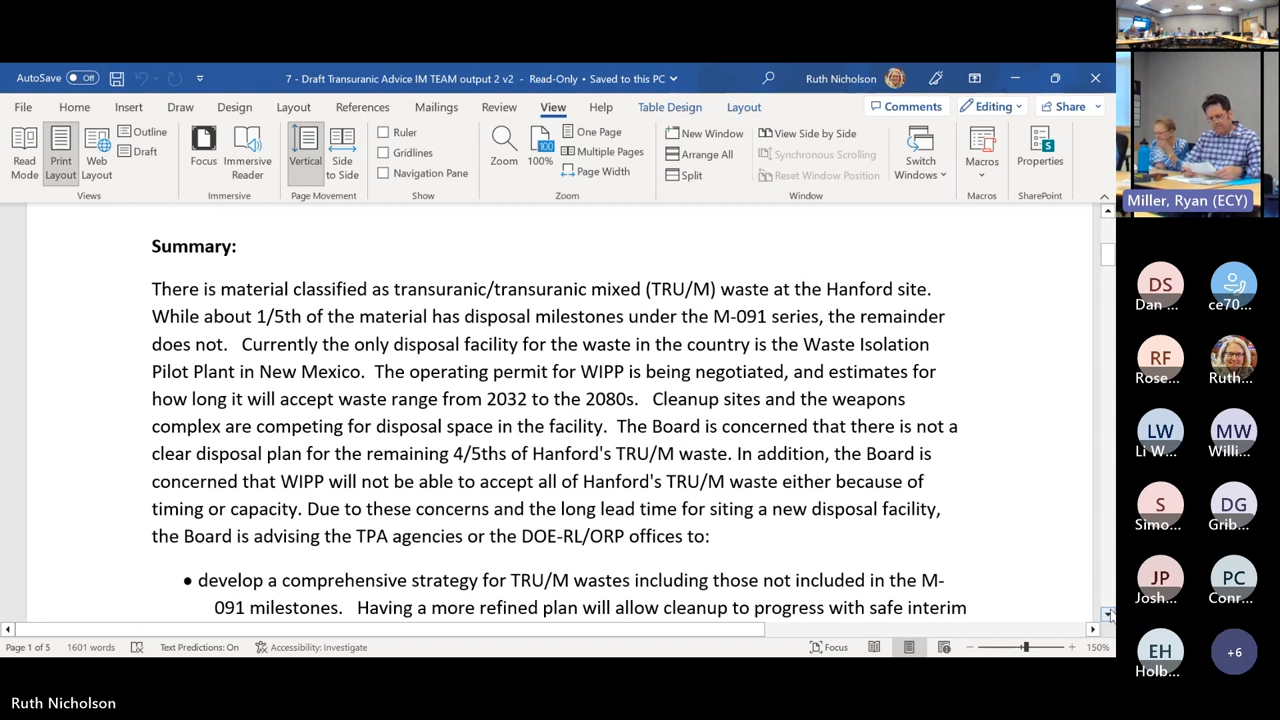 AutoSave Off 7 - Draft Transuranic Advice IM TEAM output 2 v2 - Read-Only • Saved to this PC Ruth Nicholson
File Home Insert Draw Design Layout References Mailings Review View Help Table Design Layout Comments Editing Share
Read Mode Print Layout Web Layout Outline Draft Focus Immersive Reader Vertical Side to Side Ruler Gridlines Navigation Pane Zoom 100% One Page Multiple Pages Page Width New Window Arrange All Split View Side by Side Synchronous Scrolling Reset Window Position Switch Windows Macros Properties
Views Immersive Page Movement Show Zoom Window Macros SharePoint
Summary:
There is material classified as transuranic/transuranic mixed (TRU/M) waste at the Hanford site.
While about 1/5th of the material has disposal milestones under the M-091 series, the remainder
does not. Currently the only disposal facility for the waste in the country is the Waste Isolation
Pilot Plant in New Mexico. The operating permit for WIPP is being negotiated, and estimates for
how long it will accept waste range from 2032 to the 2080s. Cleanup sites and the weapons
complex are competing for disposal space in the facility. The Board is concerned that there is not a
clear disposal plan for the remaining 4/5ths of Hanford's TRU/M waste. In addition, the Board is
concerned that WIPP will not be able to accept all of Hanford's TRU/M waste either because of
timing or capacity. Due to these concerns and the long lead time for siting a new disposal facility,
the Board is advising the TPA agencies or the DOE-RL/ORP offices to:
• develop a comprehensive strategy for TRU/M wastes including those not included in the M-
091 milestones. Having a more refined plan will allow cleanup to progress with safe interim
Page 1 of 5 1601 words Text Predictions: On Accessibility: Investigate Focus 150%
Ruth Nicholson
Miller, Ryan (ECY)
DS
Dan ... ce70...
RF
Rose... Ruth...
LW MW
Li W... Willi...
S DG
Simo... Grib...
JP PC
Josh... Conr...
EH +6
Holb...